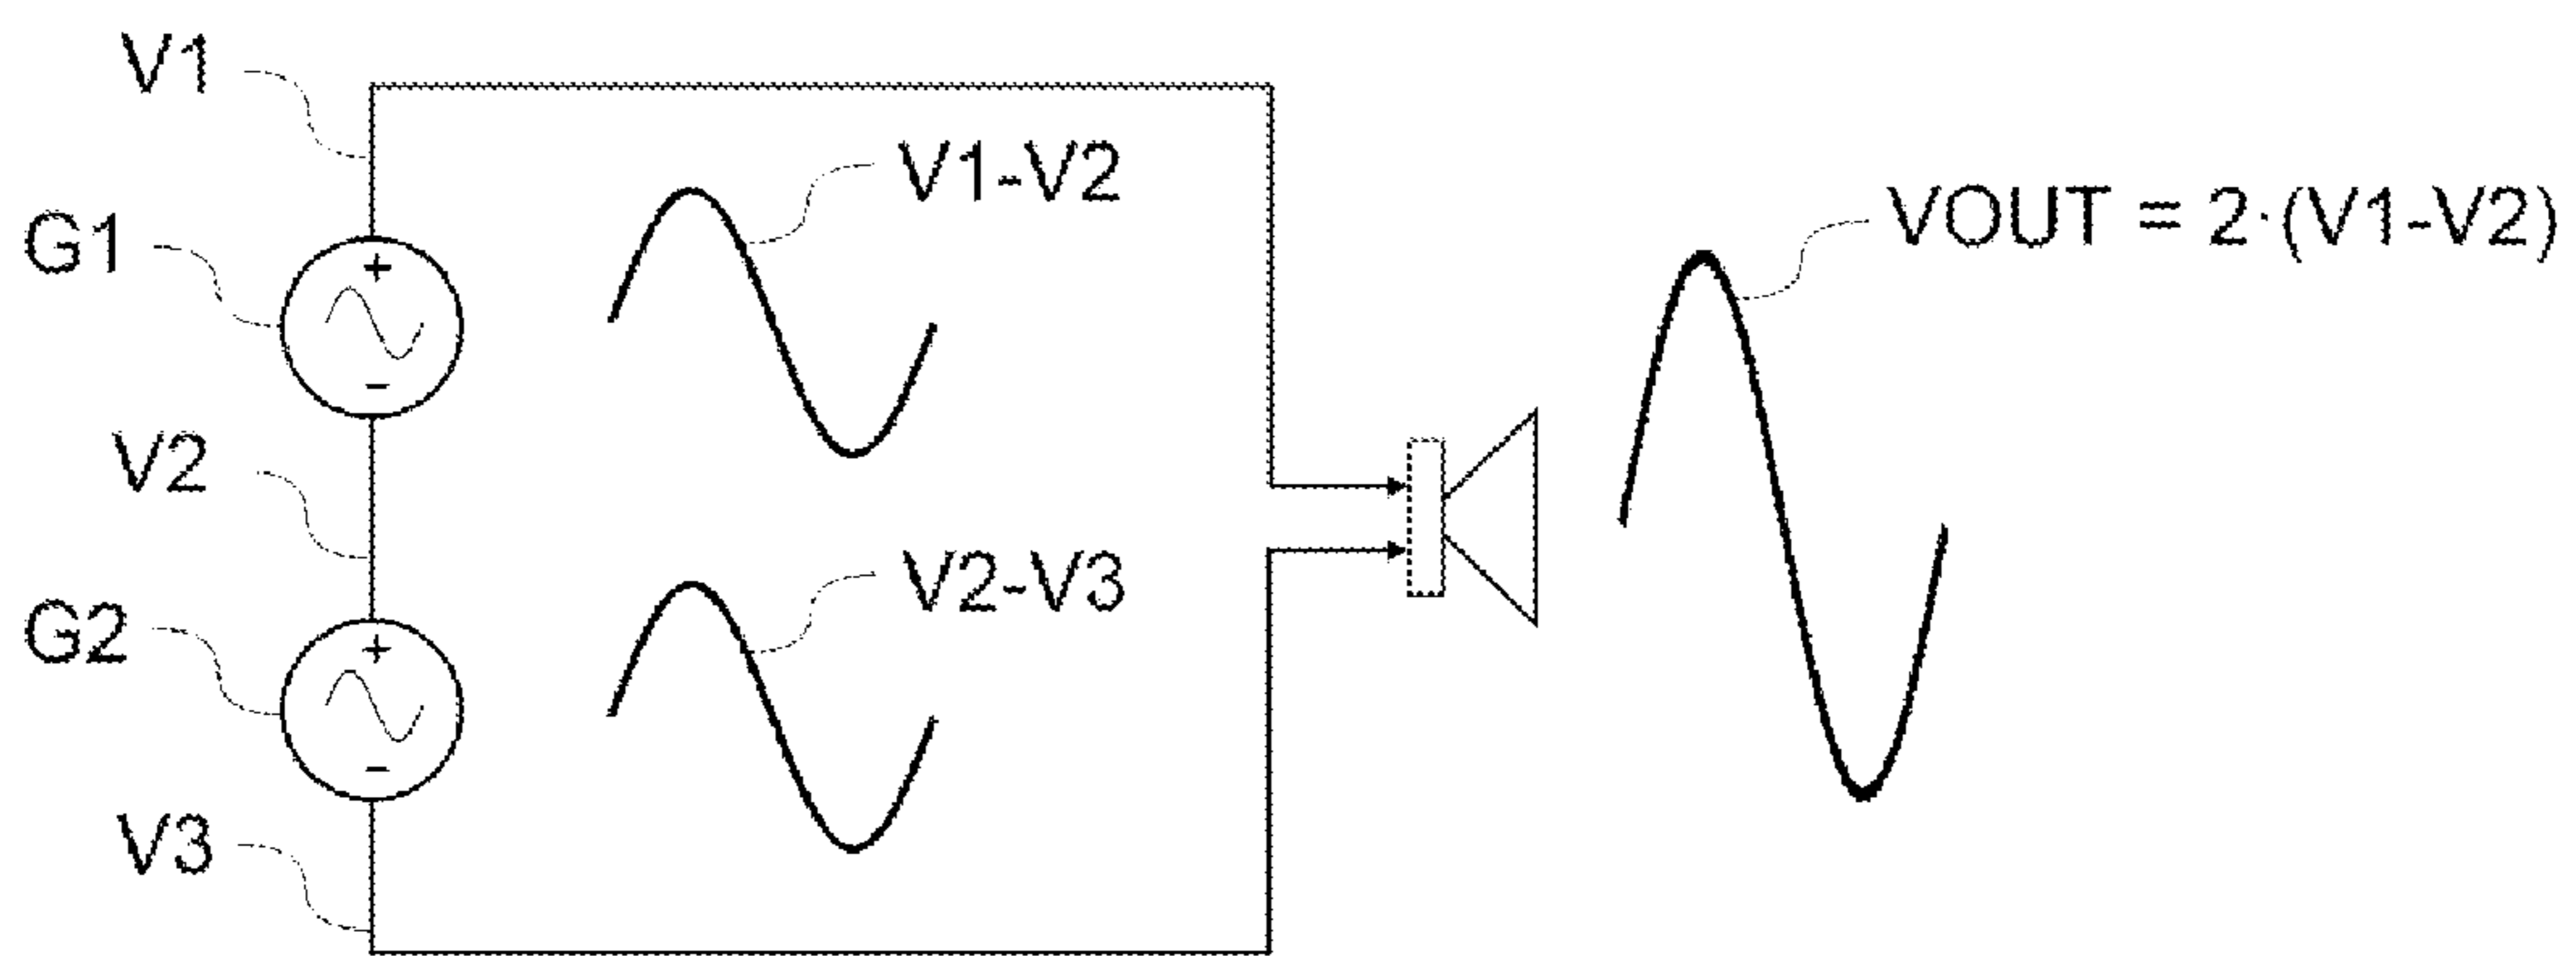 V1
V1-V2
VOUT = 2·(V1-V2)
G1
+
-
V2
V2-V3
G2
+
-
V3